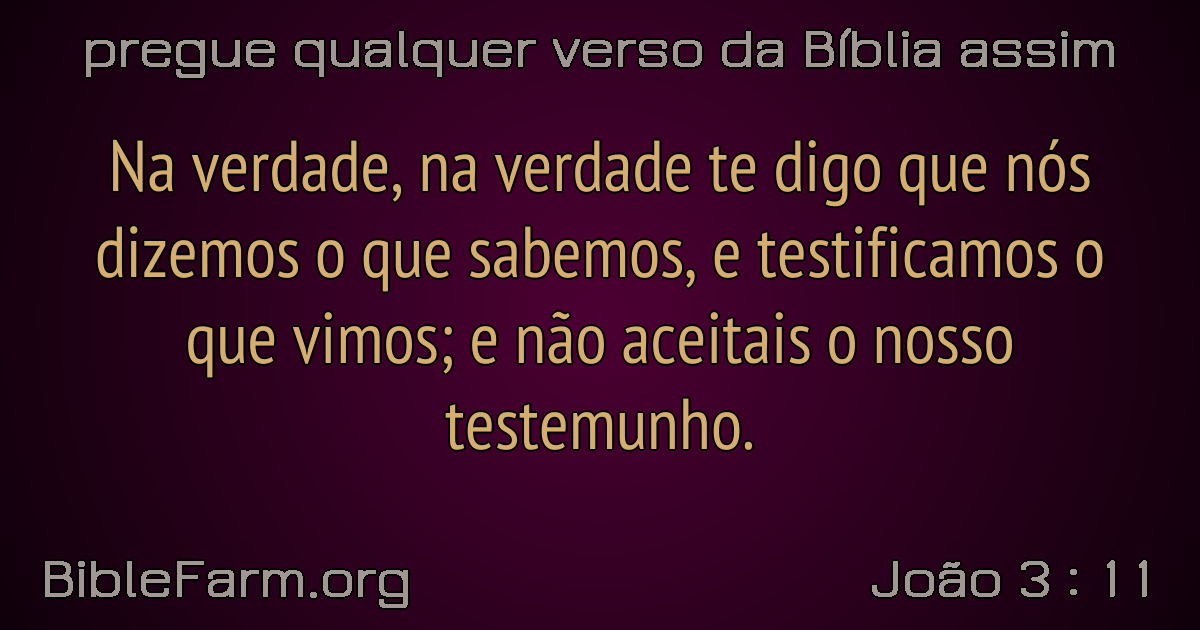 pregue qualquer verso da Bíblia assim
Na verdade, na verdade te digo que nós
dizemos o que sabemos, e testificamos o
que vimos; e não aceitais o nosso
testemunho.
BibleFarm.org
João 3 : 11